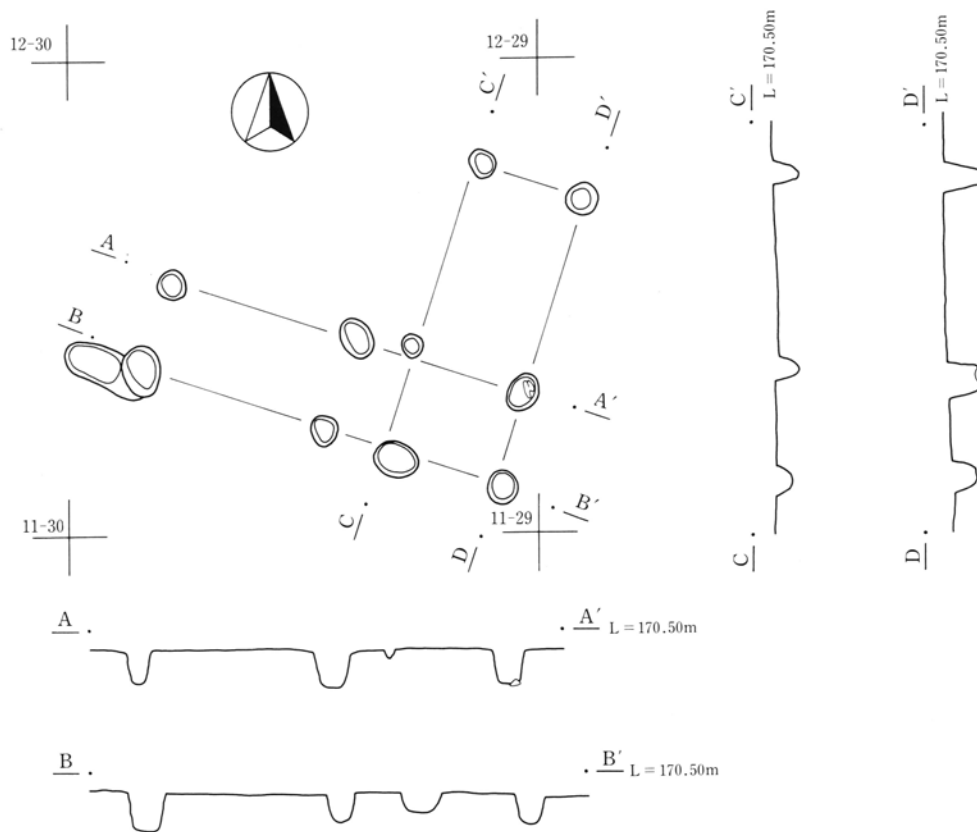 12-30
12-29
C′
D′
A
B
A′
B′
C
D
11-30
11-29
C′ L=170.50m
D′ L=170.50m
C
D
A
A′ L=170.50m
B
B′ L=170.50m